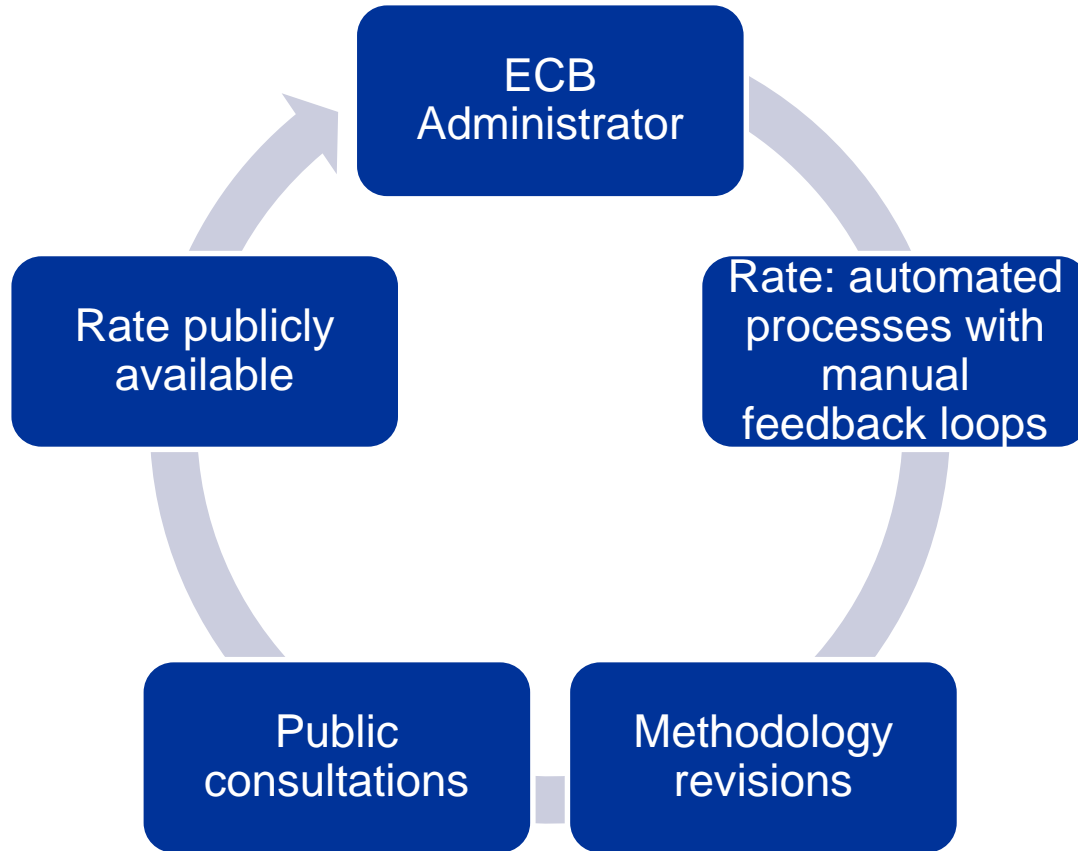 ECB
Administrator
Rate: automated
processes with
manual
feedback loops
Methodology
revisions
Public
consultations
Rate publicly
available